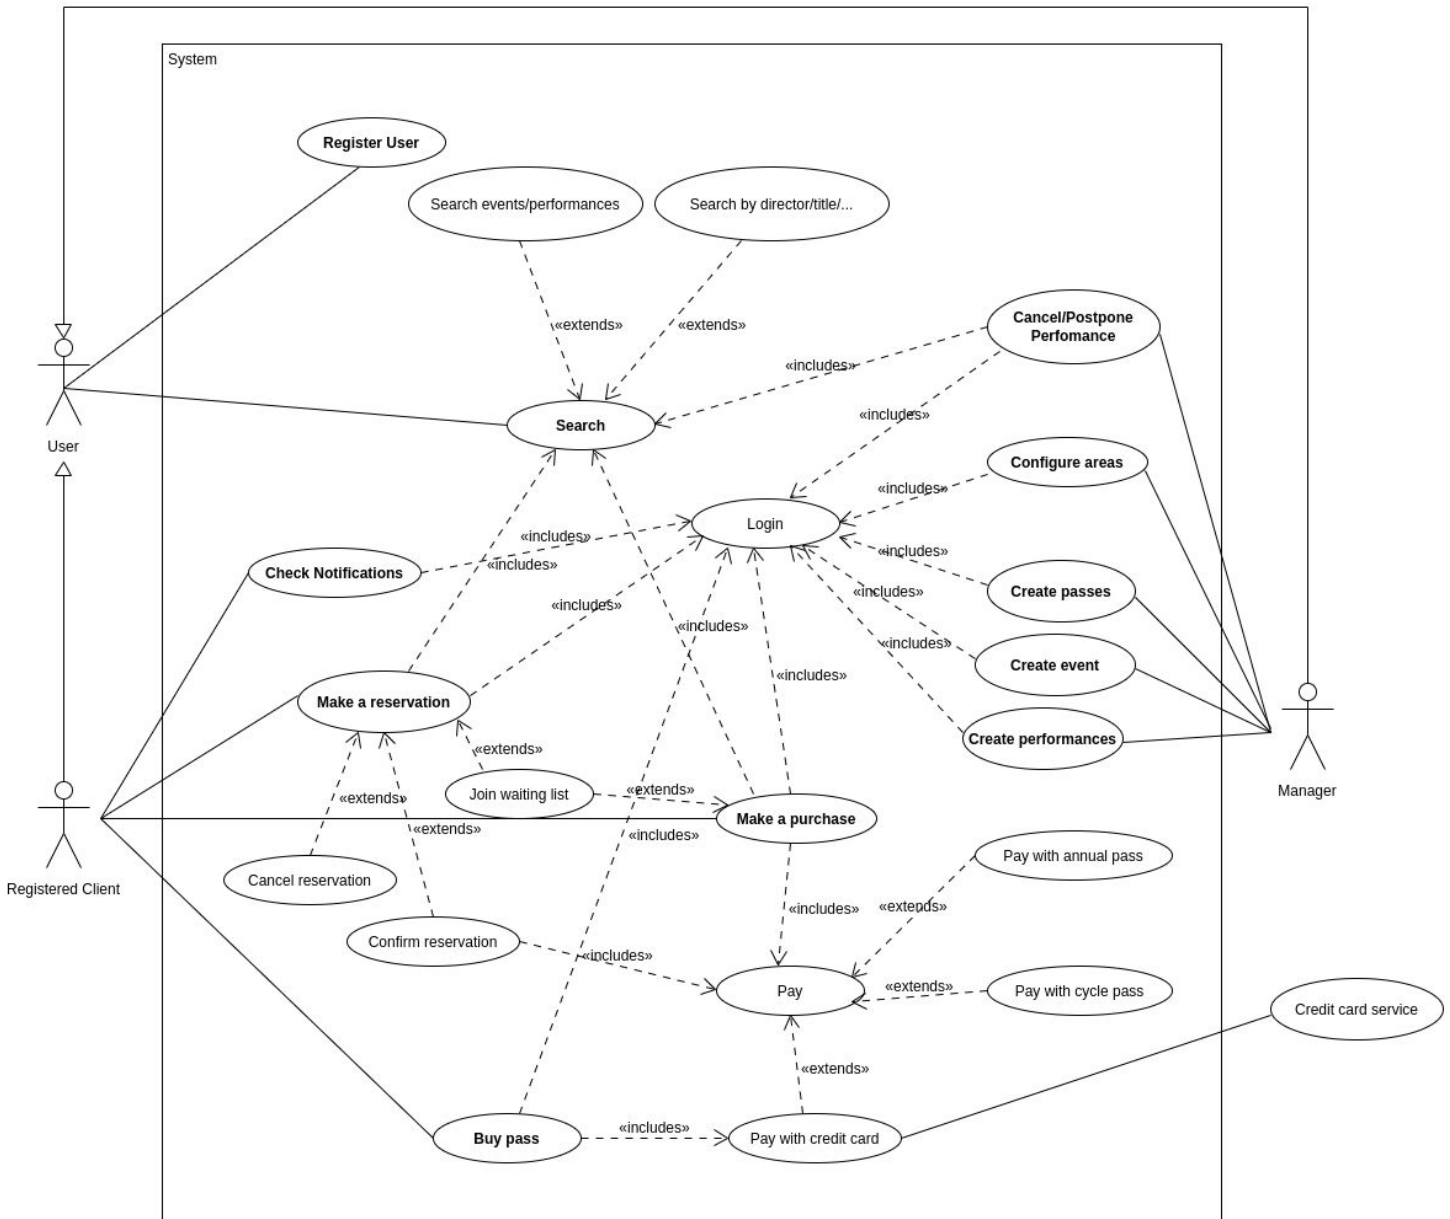 System
Register User
Search events/performances
Search by director/title/...
«extends»
«extends»
Cancel/Postpone
Perfomance
«includes»
«includes»
Search
User
Configure areas
«includes»
Login
«includes»
«includes»
«includes»
Check Notifications
Create passes
«includes»
«includes»
«includes»
«includes»
Create event
«includes»
Make a reservation
Create performances
«extends»
Manager
Join waiting list
«extends»
«extends»
Make a purchase
«extends»
«includes»
Pay with annual pass
Cancel reservation
Registered Client
«includes»
«extends»
Confirm reservation
«includes»
Pay
«extends»
Pay with cycle pass
Credit card service
«extends»
«includes»
Buy pass
Pay with credit card